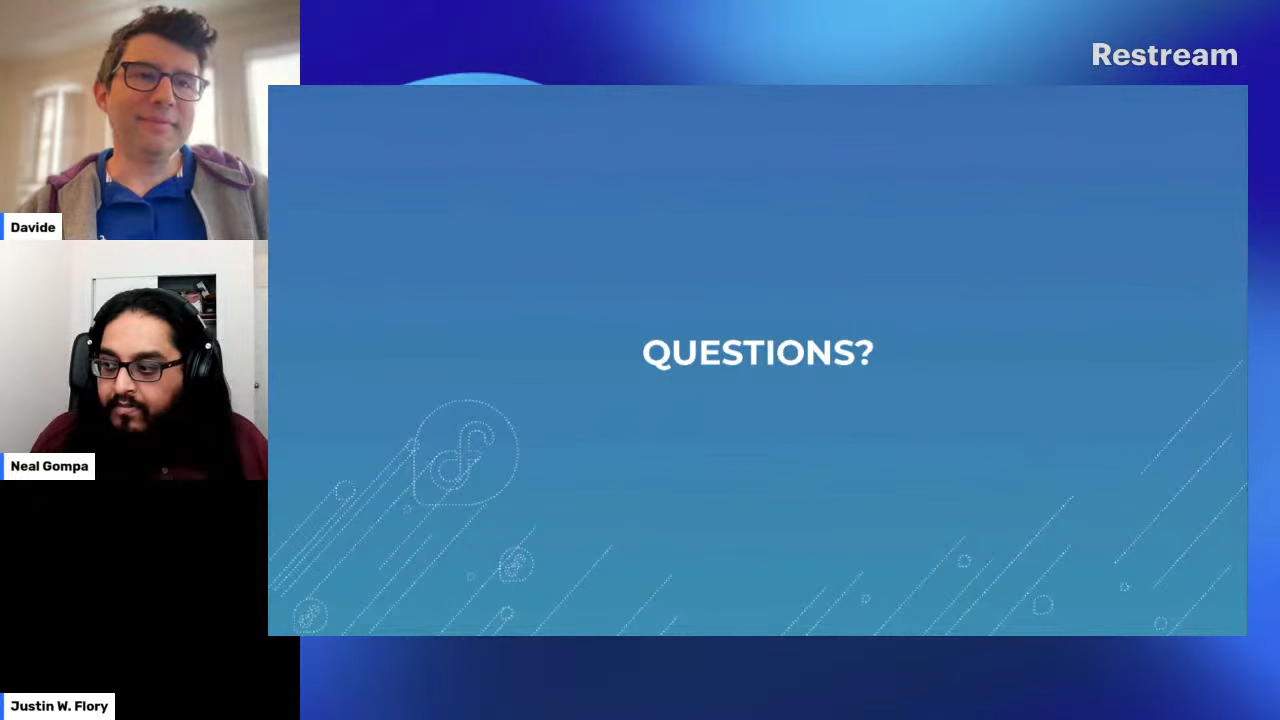 Restream
Davide
QUESTIONS?
Neal Gompa
Justin W. Flory